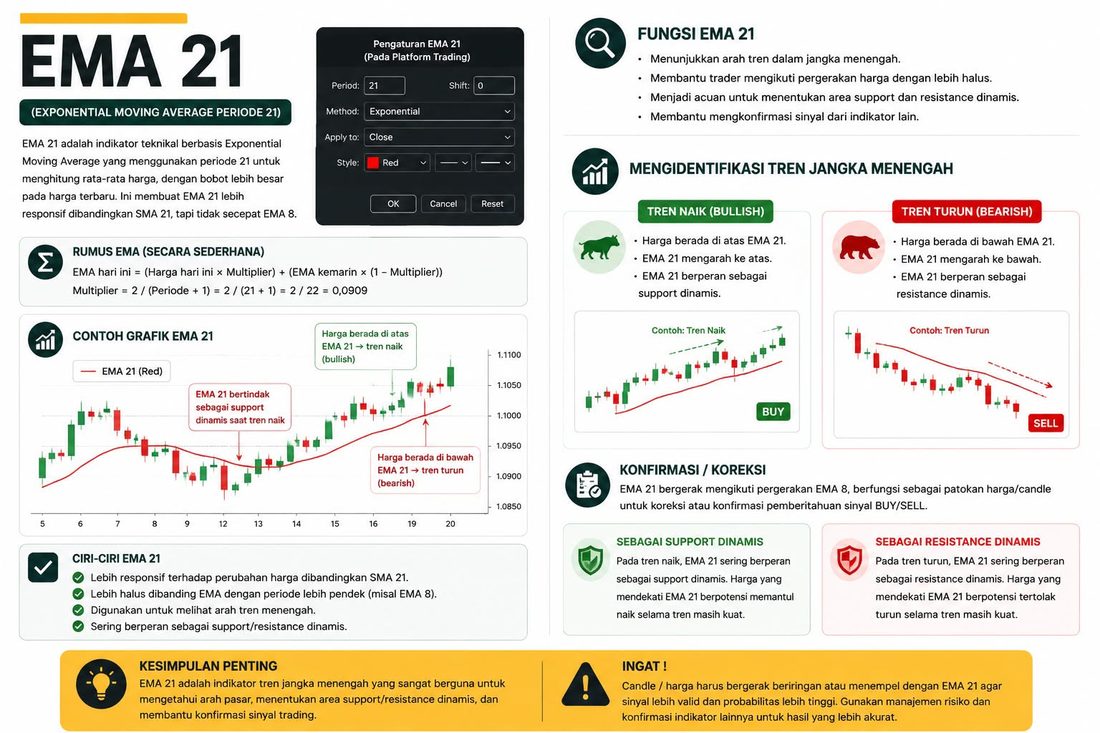 EMA 21
(EXPONENTIAL MOVING AVERAGE PERIODE 21)
EMA 21 adalah indikator teknikal berbasis Exponential
Moving Average yang menggunakan periode 21 untuk
menghitung rata-rata harga, dengan bobot lebih besar
pada harga terbaru. Ini membuat EMA 21 lebih
responsif dibandingkan SMA 21, tapi tidak secepat EMA 8.
Pengaturan EMA 21
(Pada Platform Trading)
Period: 21 Shift: 0
Method: Exponential
Apply to: Close
Style: Red
OK Cancel Reset
RUMUS EMA (SECARA SEDERHANA)
EMA hari ini = (Harga hari ini × Multiplier) + (EMA kemarin × (1 – Multiplier))
Multiplier = 2 / (Periode + 1) = 2 / (21 + 1) = 2 / 22 = 0,0909
CONTOH GRAFIK EMA 21
EMA 21 (Red)
EMA 21 bertindak
sebagai support
dinamis saat tren naik
Harga berada di atas
EMA 21 → tren naik
(bullish)
Harga berada di bawah
EMA 21 → tren turun
(bearish)
1.1100
1.1050
1.1000
1.0950
1.0900
1.0850
5 6 7 8 9 12 13 14 15 16 19 20
CIRI-CIRI EMA 21
Lebih responsif terhadap perubahan harga dibandingkan SMA 21.
Lebih halus dibanding EMA dengan periode lebih pendek (misal EMA 8).
Digunakan untuk melihat arah tren menengah.
Sering berperan sebagai support/resistance dinamis.
FUNGSI EMA 21
• Menunjukkan arah tren dalam jangka menengah.
• Membantu trader mengikuti pergerakan harga dengan lebih halus.
• Menjadi acuan untuk menentukan area support dan resistance dinamis.
• Membantu mengkonfirmasi sinyal dari indikator lain.
MENGIDENTIFIKASI TREN JANGKA MENENGAH
TREN NAIK (BULLISH)
• Harga berada di atas EMA 21.
• EMA 21 mengarah ke atas.
• EMA 21 berperan sebagai
support dinamis.
Contoh: Tren Naik
BUY
TREN TURUN (BEARISH)
• Harga berada di bawah EMA 21.
• EMA 21 mengarah ke bawah.
• EMA 21 berperan sebagai
resistance dinamis.
Contoh: Tren Turun
SELL
KONFIRMASI / KOREKSI
EMA 21 bergerak mengikuti pergerakan EMA 8, berfungsi sebagai patokan harga/candle
untuk koreksi atau konfirmasi pemberitahuan sinyal BUY/SELL.
SEBAGAI SUPPORT DINAMIS
Pada tren naik, EMA 21 sering berperan
sebagai support dinamis. Harga yang
mendekati EMA 21 berpotensi memantul
naik selama tren masih kuat.
SEBAGAI RESISTANCE DINAMIS
Pada tren turun, EMA 21 sering berperan
sebagai resistance dinamis. Harga yang
mendekati EMA 21 berpotensi tertolak
turun selama tren masih kuat.
KESIMPULAN PENTING
EMA 21 adalah indikator tren jangka menengah yang sangat berguna untuk
mengetahui arah pasar, menentukan area support/resistance dinamis, dan
membantu konfirmasi sinyal trading.
INGAT !
Candle / harga harus bergerak beriringan atau menempel dengan EMA 21 agar
sinyal lebih valid dan probabilitas lebih tinggi. Gunakan manajemen risiko dan
konfirmasi indikator lainnya untuk hasil yang lebih akurat.